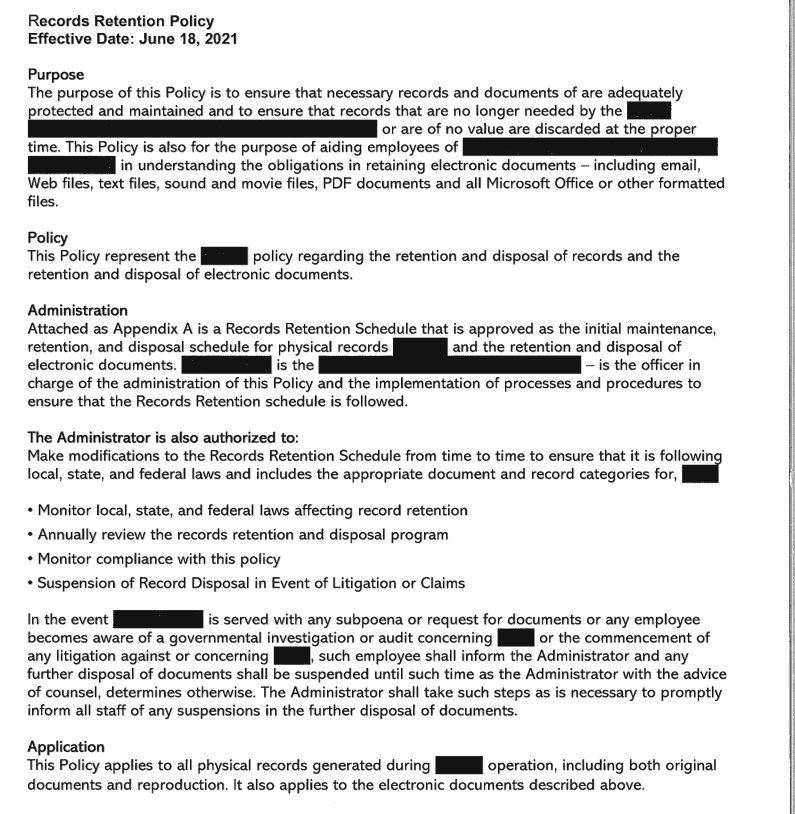 Records Retention Policy
Effective Date: June 18, 2021
Purpose
The purpose of this Policy is to ensure that necessary records and documents of are adequately
protected and maintained and to ensure that records that are no longer needed by the
or are of no value are discarded at the proper
time. This Policy is also for the purpose of aiding employees of
in understanding the obligations in retaining electronic documents – including email,
Web files, text files, sound and movie files, PDF documents and all Microsoft Office or other formatted
files.
Policy
This Policy represent the policy regarding the retention and disposal of records and the
retention and disposal of electronic documents.
Administration
Attached as Appendix A is a Records Retention Schedule that is approved as the initial maintenance,
retention, and disposal schedule for physical records and the retention and disposal of
electronic documents. is the – is the officer in
charge of the administration of this Policy and the implementation of processes and procedures to
ensure that the Records Retention schedule is followed.
The Administrator is also authorized to:
Make modifications to the Records Retention Schedule from time to time to ensure that it is following
local, state, and federal laws and includes the appropriate document and record categories for,
• Monitor local, state, and federal laws affecting record retention
• Annually review the records retention and disposal program
• Monitor compliance with this policy
• Suspension of Record Disposal in Event of Litigation or Claims
In the event is served with any subpoena or request for documents or any employee
becomes aware of a governmental investigation or audit concerning or the commencement of
any litigation against or concerning , such employee shall inform the Administrator and any
further disposal of documents shall be suspended until such time as the Administrator with the advice
of counsel, determines otherwise. The Administrator shall take such steps as is necessary to promptly
inform all staff of any suspensions in the further disposal of documents.
Application
This Policy applies to all physical records generated during operation, including both original
documents and reproduction. It also applies to the electronic documents described above.